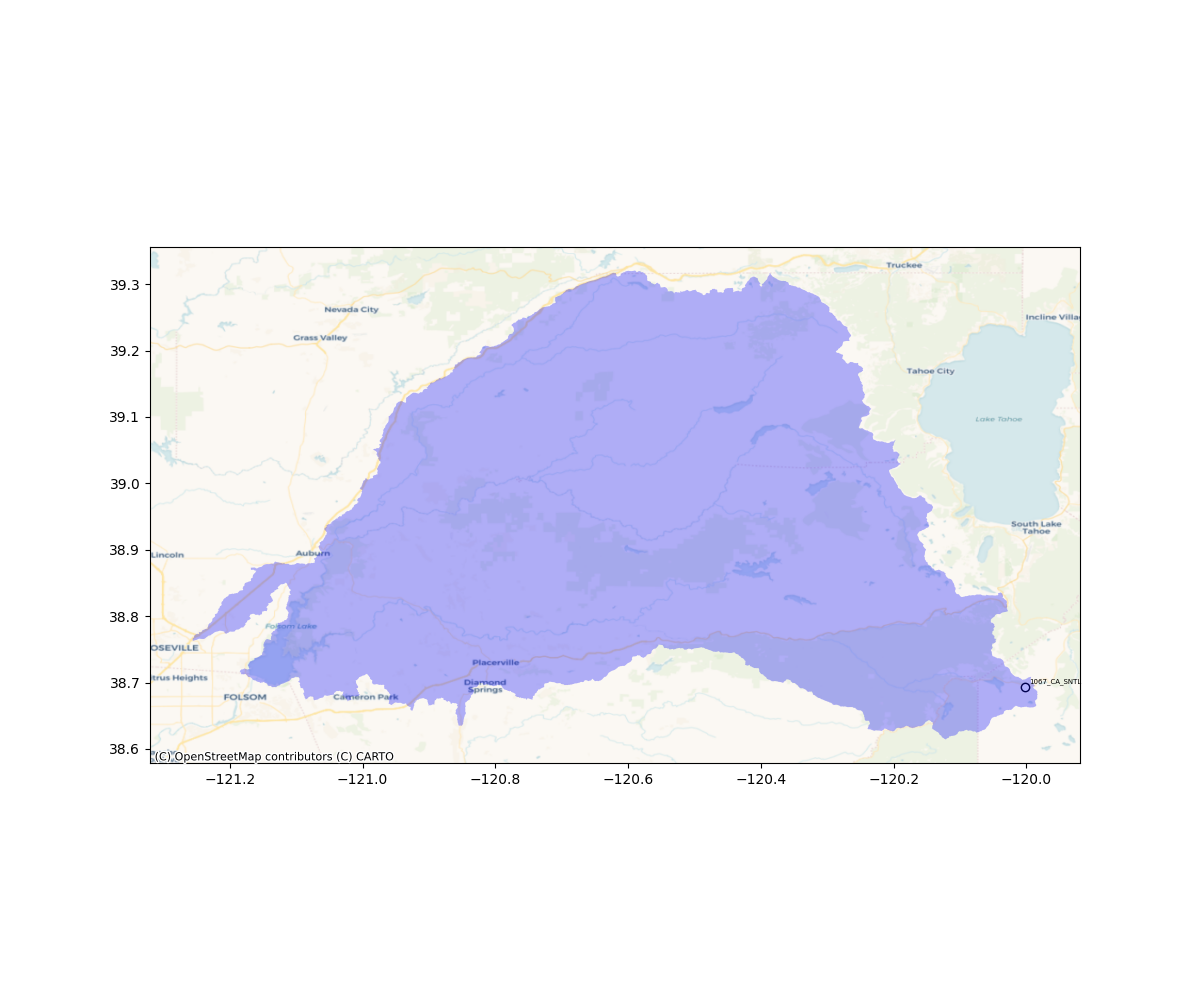 39.3
39.2
39.1
39.0
38.9
38.8
38.7
38.6
Truckee
Nevada City
Incline Villa
Grass Valley
Tahoe City
Lake Tahoe
South Lake
Tahoe
Auburn
Lincoln
Folsom Lake
OSEVILLE
Placerville
trus Heights
Diamond
Springs
1067_CA_SNTL
FOLSOM
Cameron Park
(C) OpenStreetMap contributors (C) CARTO
−121.2
−121.0
−120.8
−120.6
−120.4
−120.2
−120.0